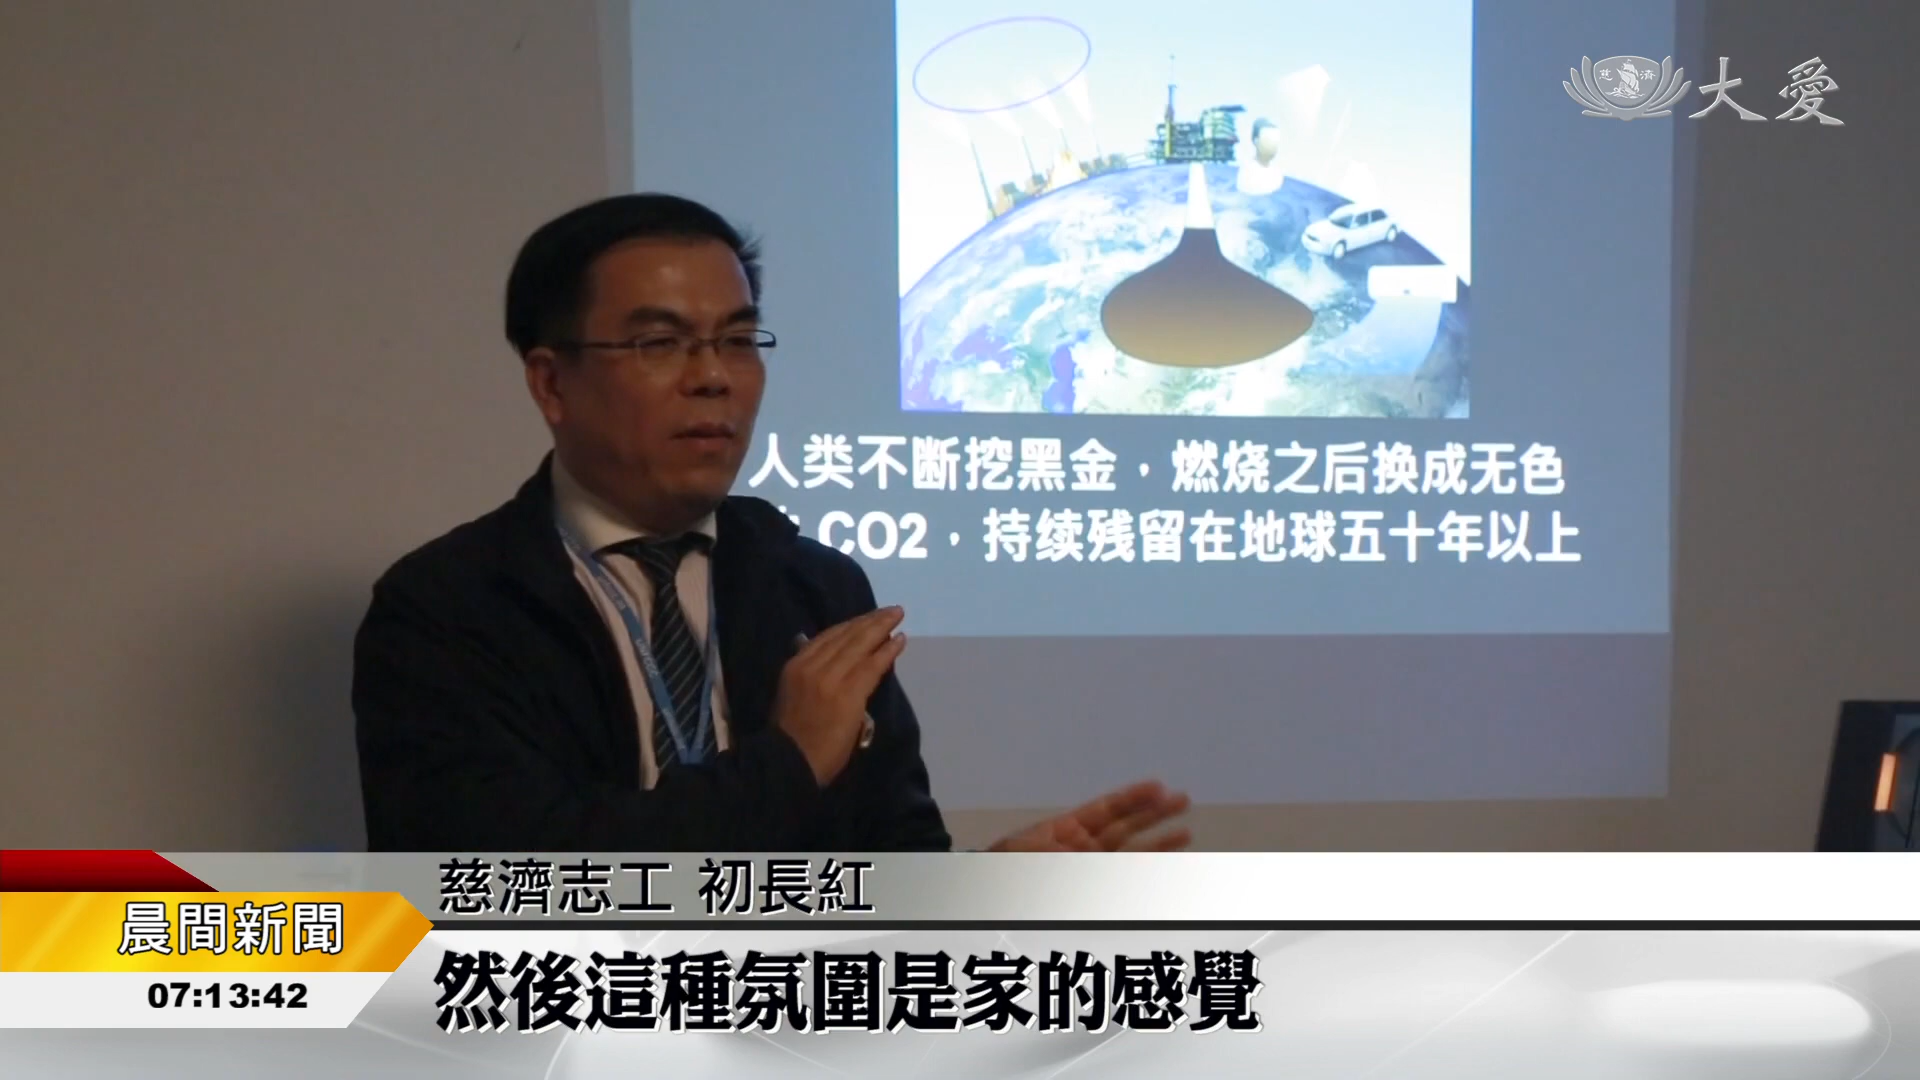 慈濟
大愛
人类不断挖黑金，燃烧之后换成无色
CO2，持续残留在地球五十年以上
慈濟志工 初長紅
晨間新聞
07:13:42
然後這種氛圍是家的感覺